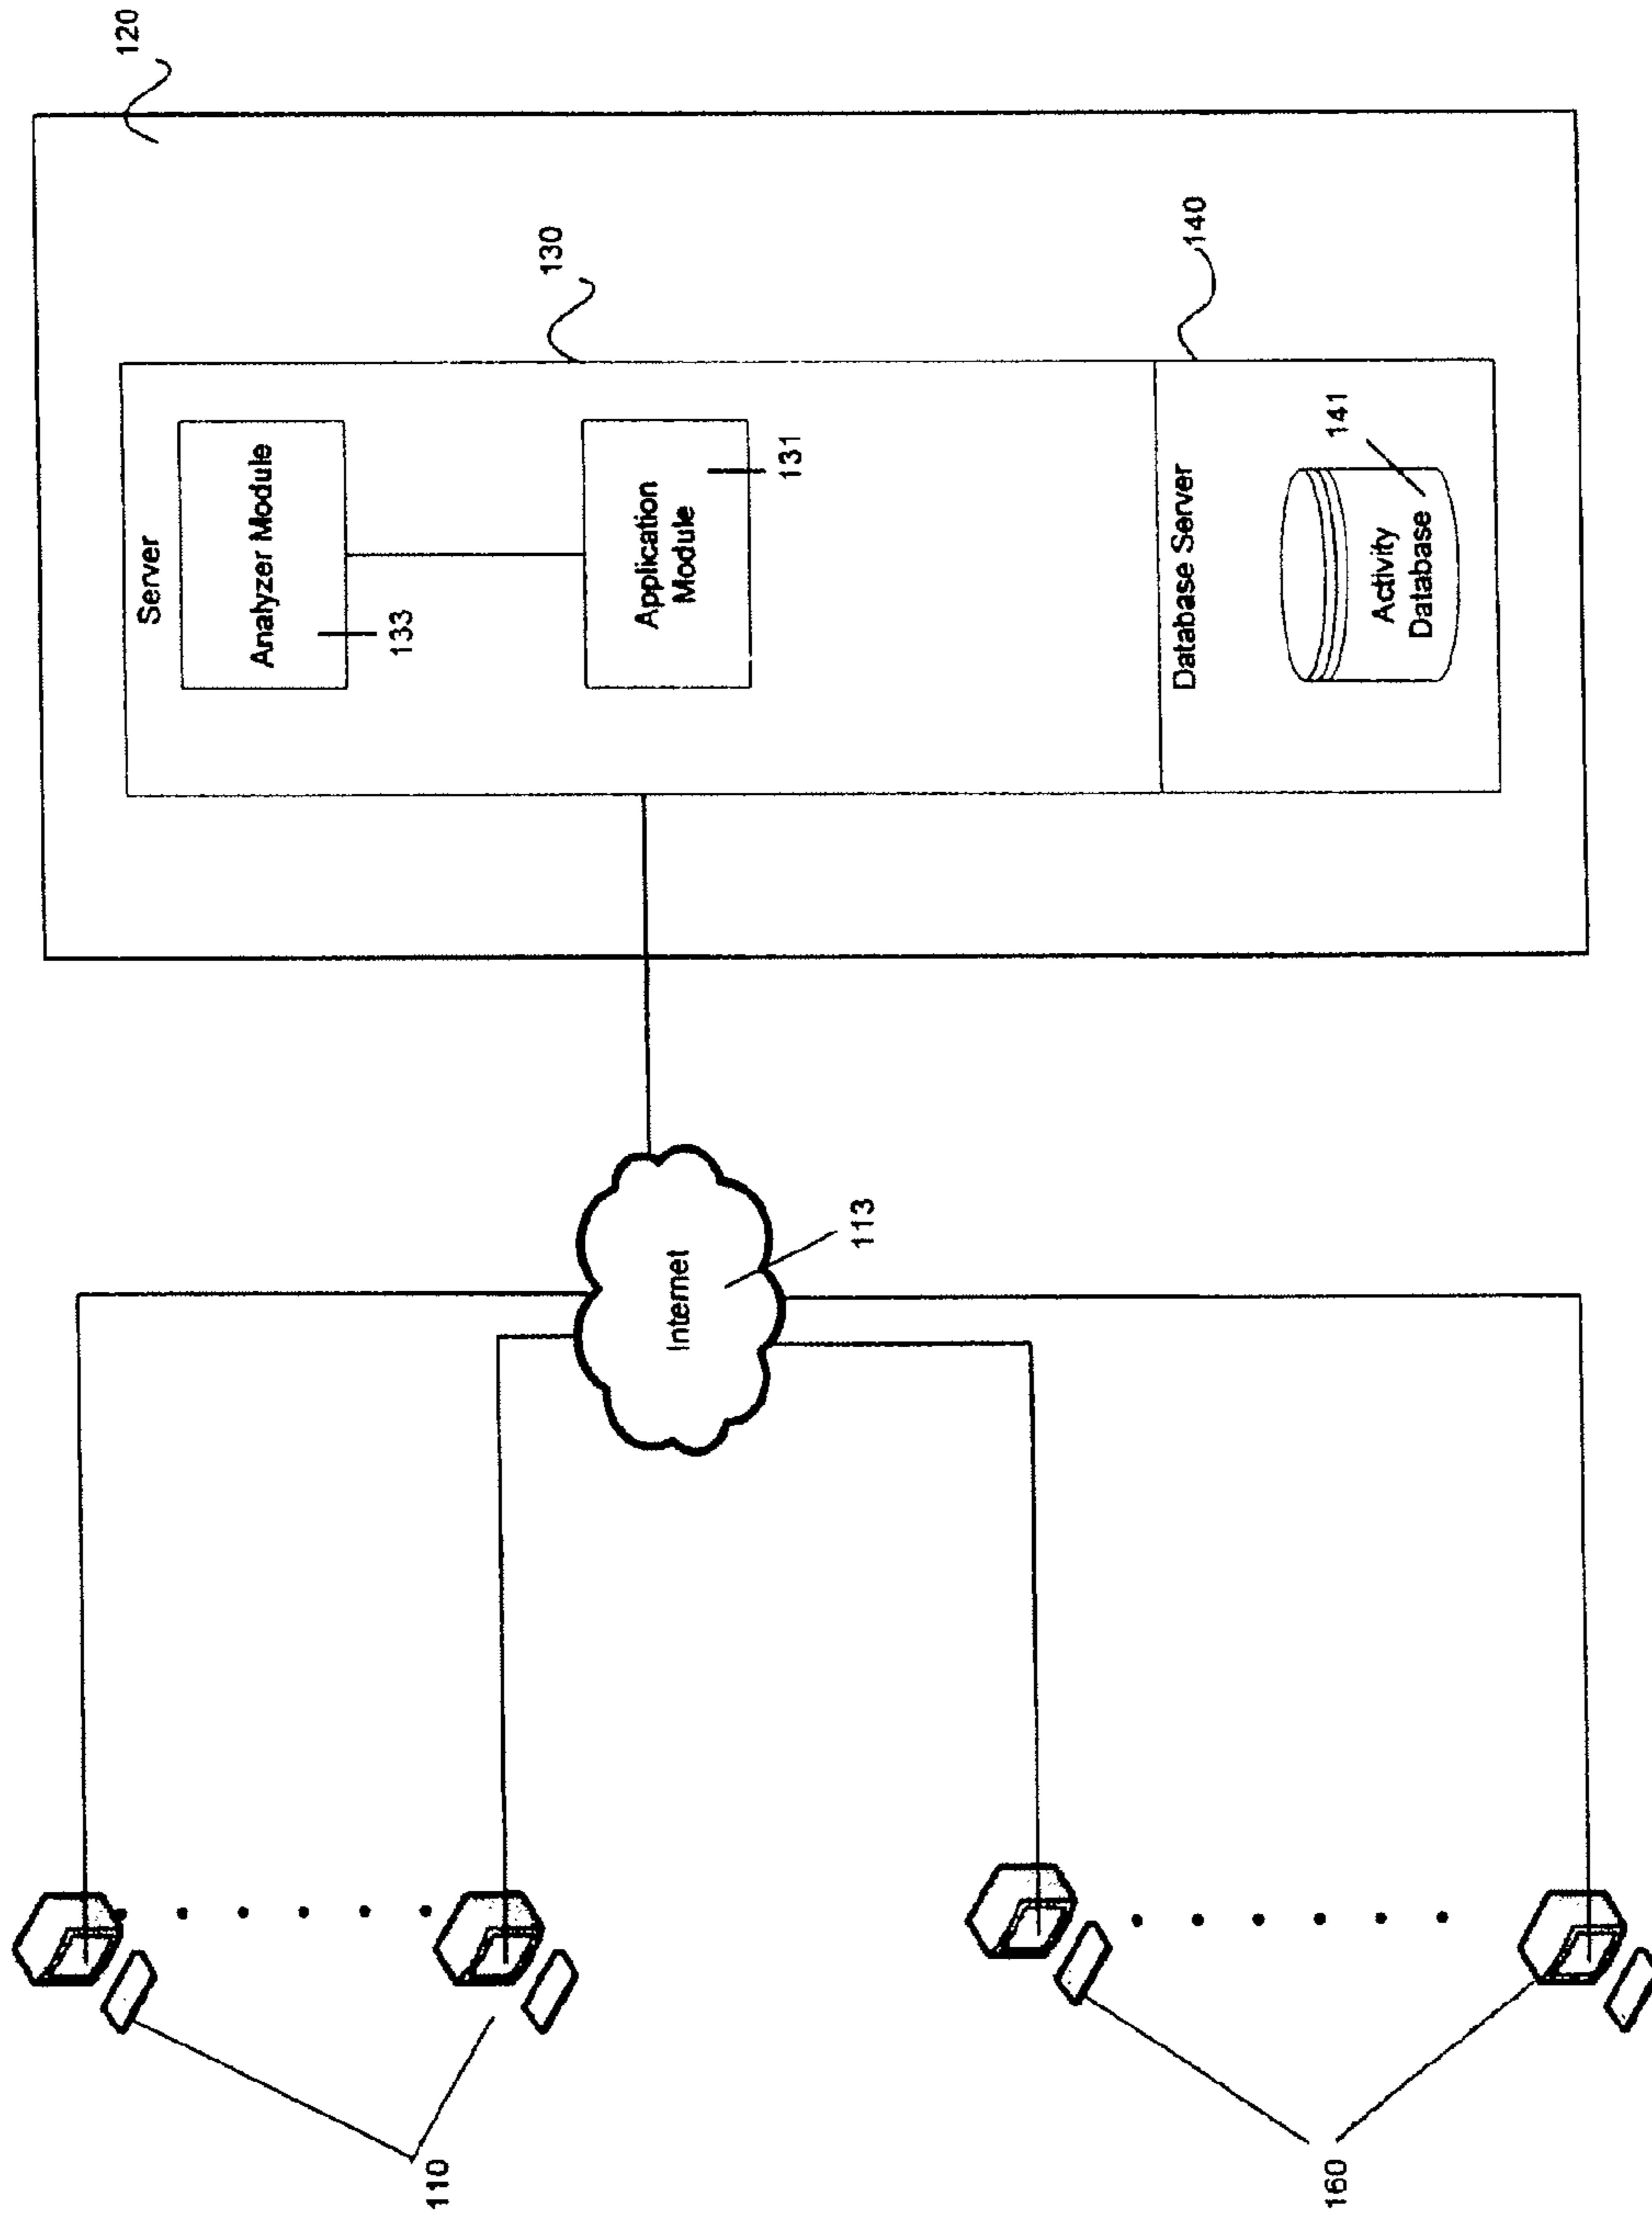 120
Server
Analyzer Module
133
130
Application
Module
131
Database Server
140
Activity
Database
141
Internet
113
110
160